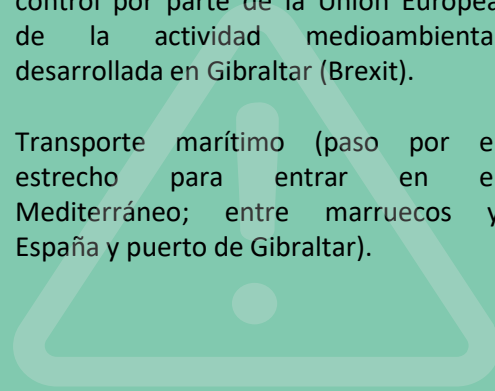 control por parte de la Unión Europea
de la actividad medioambienta
desarrollada en Gibraltar (Brexit).
Transporte marítimo (paso por e
estrecho para entrar en e
Mediterráneo; entre marruecos y
España y puerto de Gibraltar).